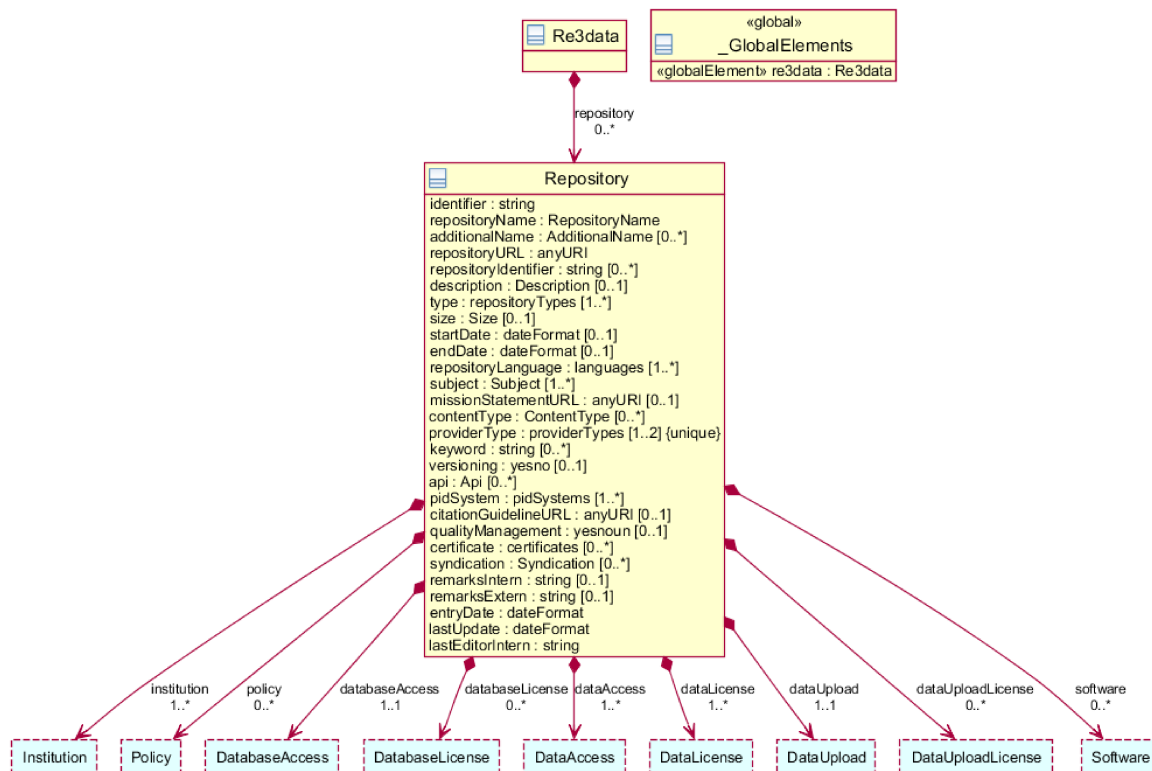 Re3data
«global»
_GlobalElements
«globalElement» re3data : Re3data
repository
0..*
Repository
identifier : string
repositoryName : RepositoryName
additionalName : AdditionalName [0..*]
repositoryURL : anyURI
repositoryIdentifier : string [0..*]
description : Description [0..1]
type : repositoryTypes [1..*]
size : Size [0..1]
startDate : dateFormat [0..1]
endDate : dateFormat [0..1]
repositoryLanguage : languages [1..*]
subject : Subject [1..*]
missionStatementURL : anyURI [0..1]
contentType : ContentType [0..*]
providerType : providerTypes [1..2] {unique}
keyword : string [0..*]
versioning : yesno [0..1]
api : Api [0..*]
pidSystem : pidSystems [1..*]
citationGuidelineURL : anyURI [0..1]
qualityManagement : yesnoun [0..1]
certificate : certificates [0..*]
syndication : Syndication [0..*]
remarksIntern : string [0..1]
remarksExtern : string [0..1]
entryDate : dateFormat
lastUpdate : dateFormat
lastEditorIntern : string
institution
1..*
policy
0..*
databaseAccess
1..1
databaseLicense
0..*
dataAccess
1..*
dataLicense
1..*
dataUpload
1..1
dataUploadLicense
0..*
software
0..*
Institution
Policy
DatabaseAccess
DatabaseLicense
DataAccess
DataLicense
DataUpload
DataUploadLicense
Software